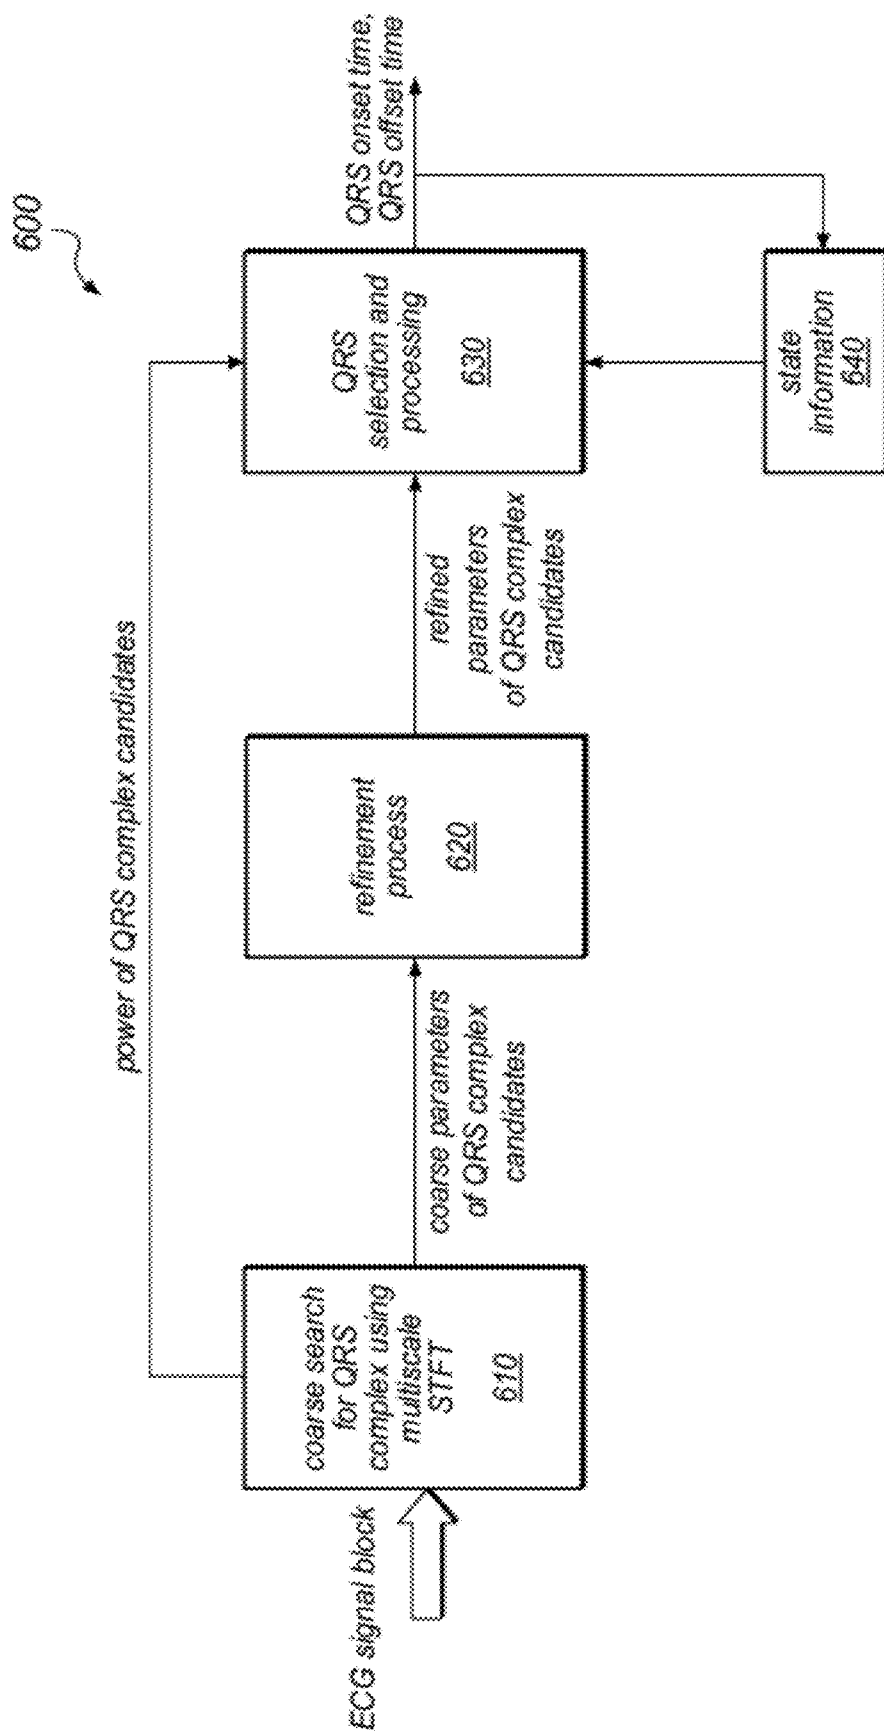 600
power of QRS complex candidates
ECG signal block
coarse search
for QRS
complex using
multiscale
STFT
610
coarse parameters
of QRS complex
candidates
refinement
process
620
refined
parameters
of QRS complex
candidates
QRS
selection and
processing
630
QRS onset time,
QRS offset time
state
information
640